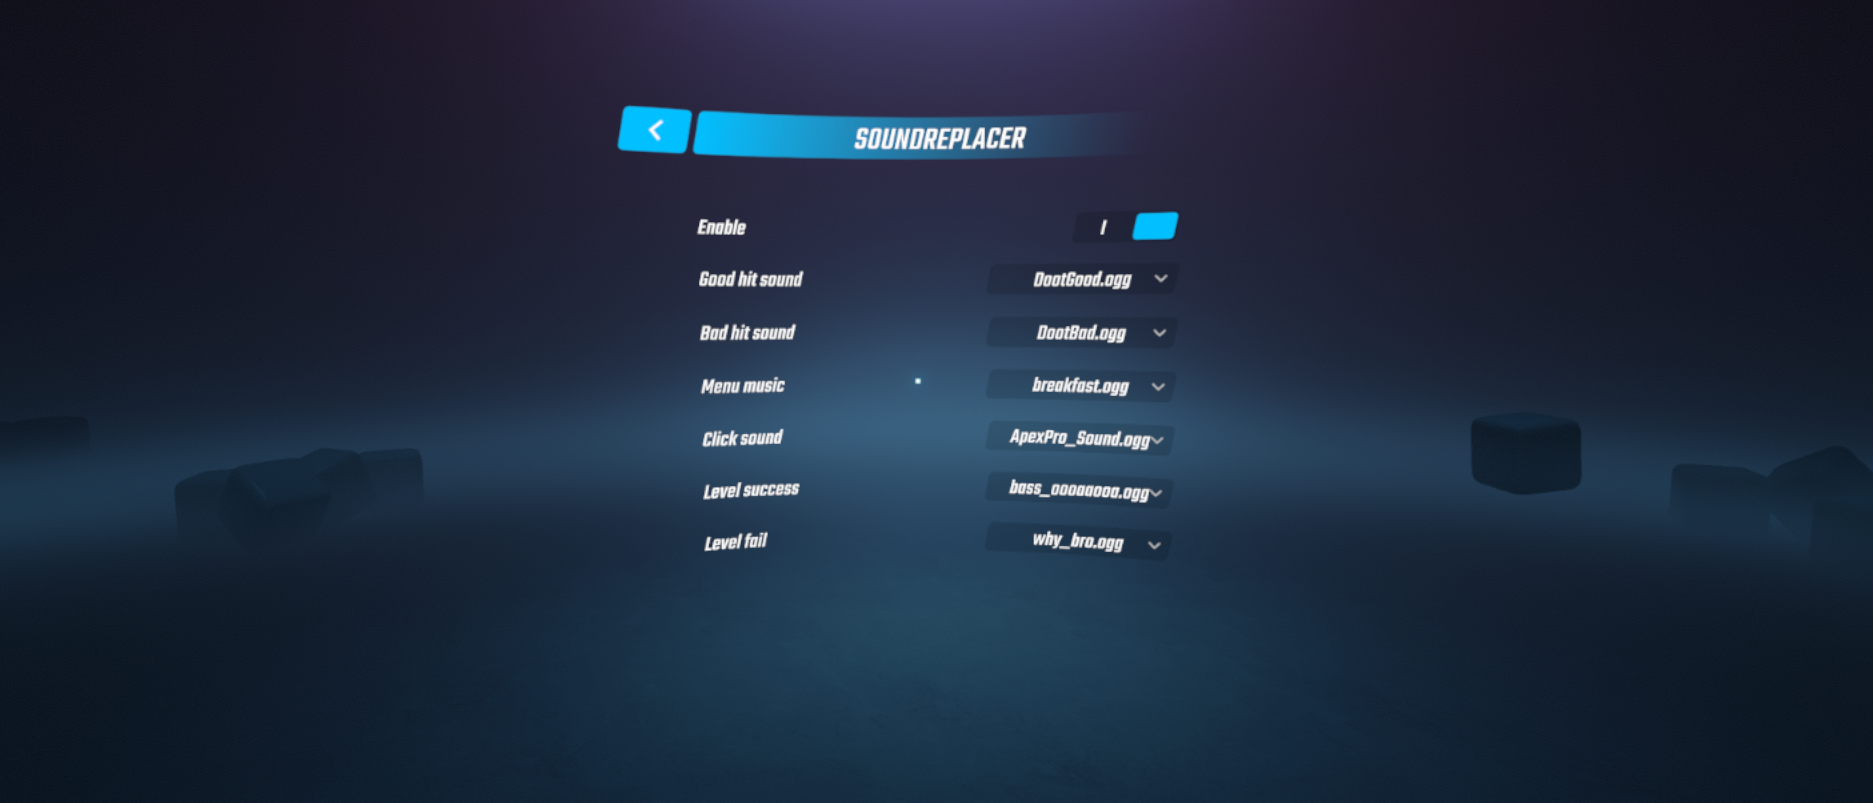 SOUNDREPLACER
Enable I
Good hit sound DootGood.ogg
Bad hit sound DootBad.ogg
Menu music breakfast.ogg
Click sound ApexPro_Sound.ogg
Level success bass_ooooaooa.ogg
Level fail why_bro.ogg